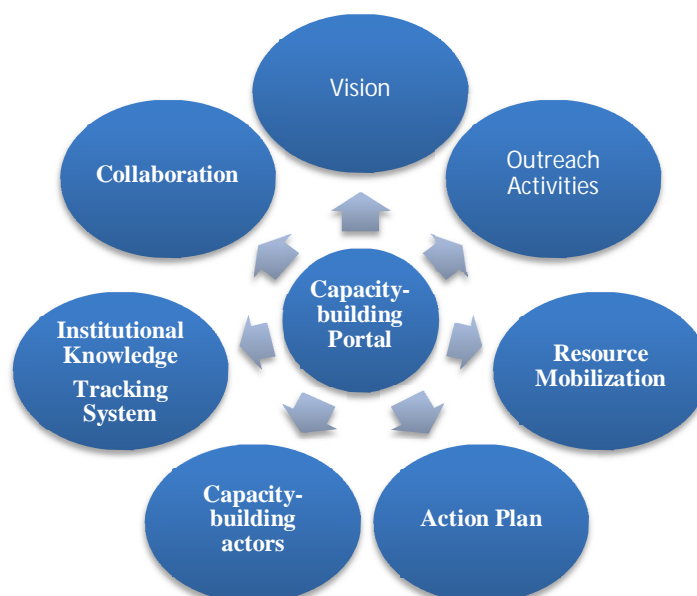 Vision
Collaboration
Outreach
Activities
Capacity-
building
Portal
Institutional
Knowledge
Tracking
System
Resource
Mobilization
Capacity-
building
actors
Action Plan